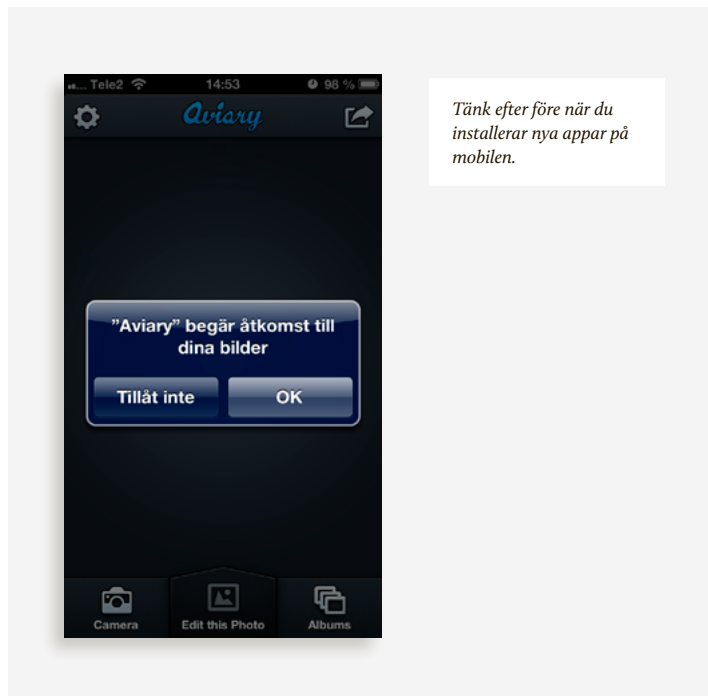 ... Tele2 14:53 98 %
Aviary
”Aviary” begär åtkomst till
dina bilder
Tillåt inte OK
Camera Edit this Photo Albums
Tänk efter före när du
installerar nya appar på
mobilen.